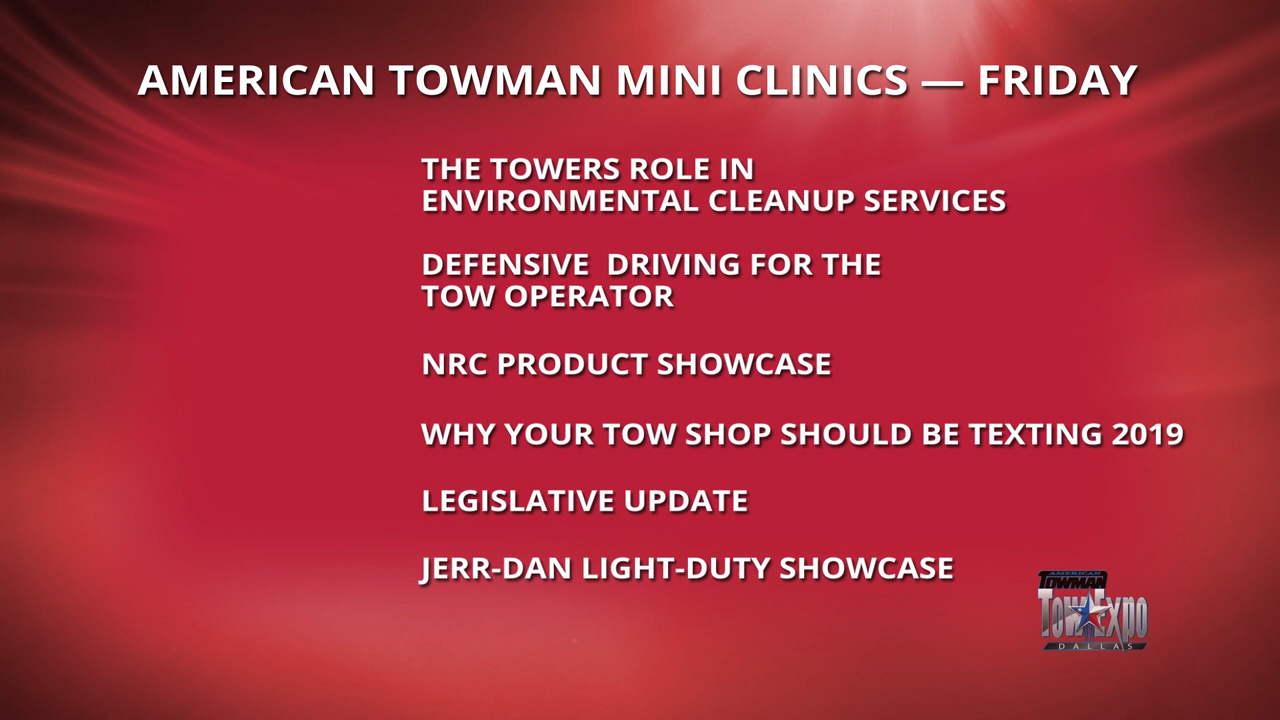 AMERICAN TOWMAN MINI CLINICS — FRIDAY
THE TOWERS ROLE IN
ENVIRONMENTAL CLEANUP SERVICES
DEFENSIVE  DRIVING FOR THE
TOW OPERATOR
NRC PRODUCT SHOWCASE
WHY YOUR TOW SHOP SHOULD BE TEXTING 2019
LEGISLATIVE UPDATE
JERR-DAN LIGHT-DUTY SHOWCASE
AMERICAN
TOWMAN
TowExpo
DALLAS